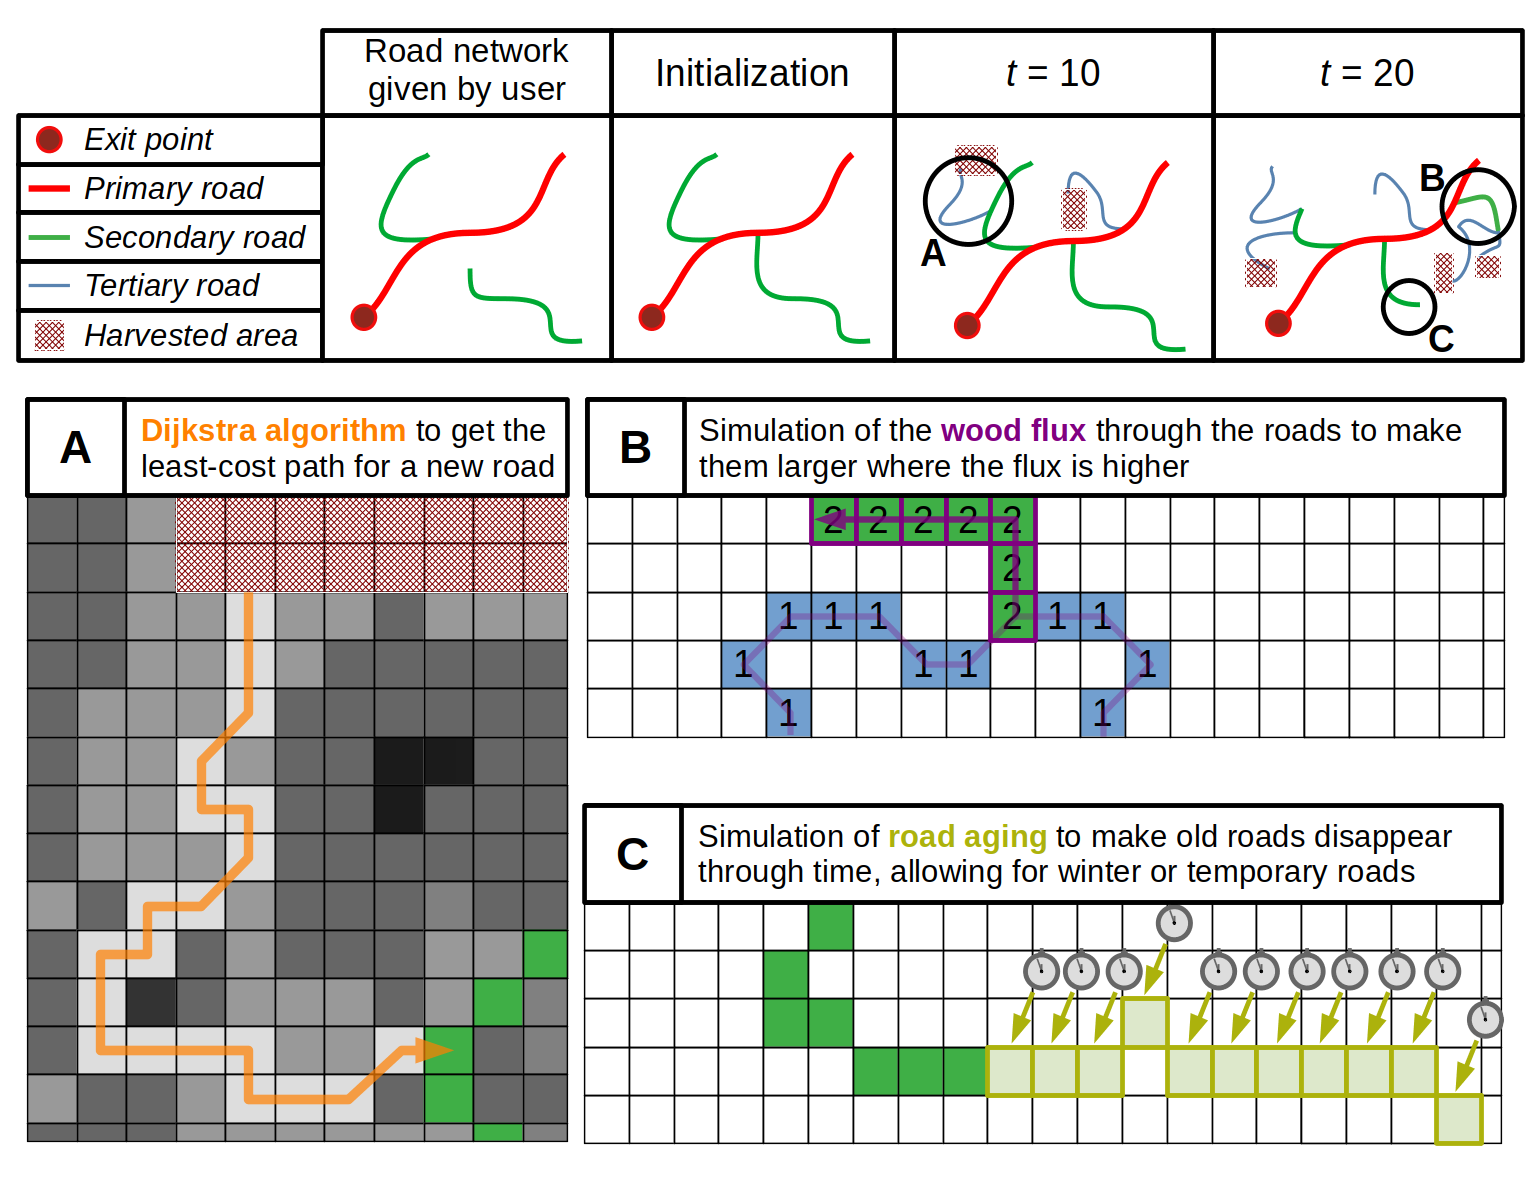 Road network
given by user
Initialization
t = 10
t = 20
Exit point
Primary road
Secondary road
Tertiary road
Harvested area
A
B
C
A
Dijkstra algorithm to get the
least-cost path for a new road
B
Simulation of the wood flux through the roads to make
them larger where the flux is higher
2 2 2 2 2
2
1 1 1 2 1 1
1 1 1 1
1 1
C
Simulation of road aging to make old roads disappear
through time, allowing for winter or temporary roads